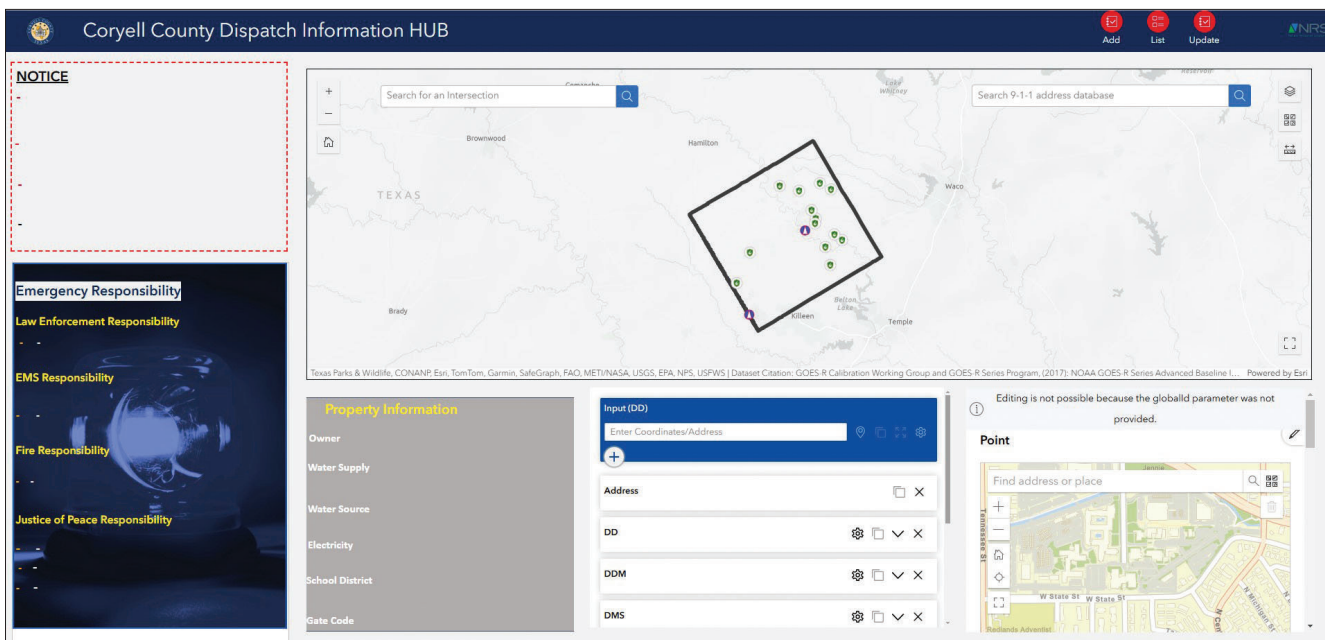 Coryell County Dispatch Information HUB
Add
List
Update
NRS
NOTICE
-
-
-
-
Emergency Responsibility
Law Enforcement Responsibility
- -
EMS Responsibility
- -
Fire Responsibility
- -
Justice of Peace Responsibility
- -
- -
Search for an Intersection
Search 9-1-1 address database
Comanche
Lake Whitney
Brownwood
Hamilton
TEXAS
Waco
Brady
Belton Lake
Killeen
Temple
Texas Parks & Wildlife, CONANP, Esri, TomTom, Garmin, SafeGraph, FAO, METI/NASA, USGS, EPA, NPS, USFWS | Dataset Citation: GOES-R Calibration Working Group and GOES-R Series Program, (2017): NOAA GOES-R Series Advanced Baseline I... Powered by Esri
Property Information
Owner
Water Supply
Water Source
Electricity
School District
Gate Code
Input (DD)
Enter Coordinates/Address
Address
DD
DDM
DMS
Editing is not possible because the globalId parameter was not
provided.
Point
Find address or place
Jennie
Tennessee St
W State St
W State St
N Michigan St
N Cen
Redlands Adventist